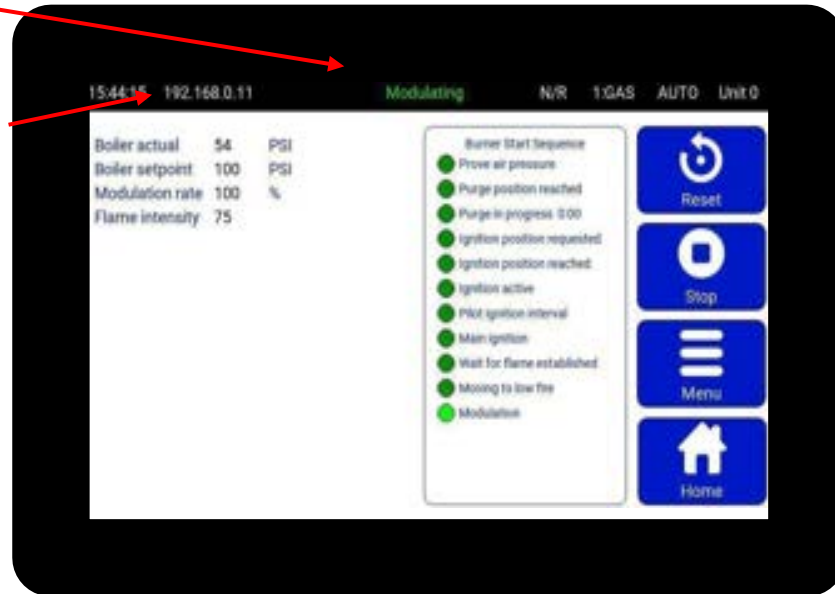 15:44:15 192.168.0.11 Modulating N/R 1:GAS AUTO Unit 0
Boiler actual 54 PSI
Boiler setpoint 100 PSI
Modulation rate 100 %
Flame intensity 75
Burner Start Sequence
Prove air pressure
Purge position reached
Purge in progress 0:00
Ignition position requested
Ignition position reached
Ignition active
Pilot ignition interval
Main ignition
Wait for flame established
Moving to low fire
Modulation
Reset
Stop
Menu
Home